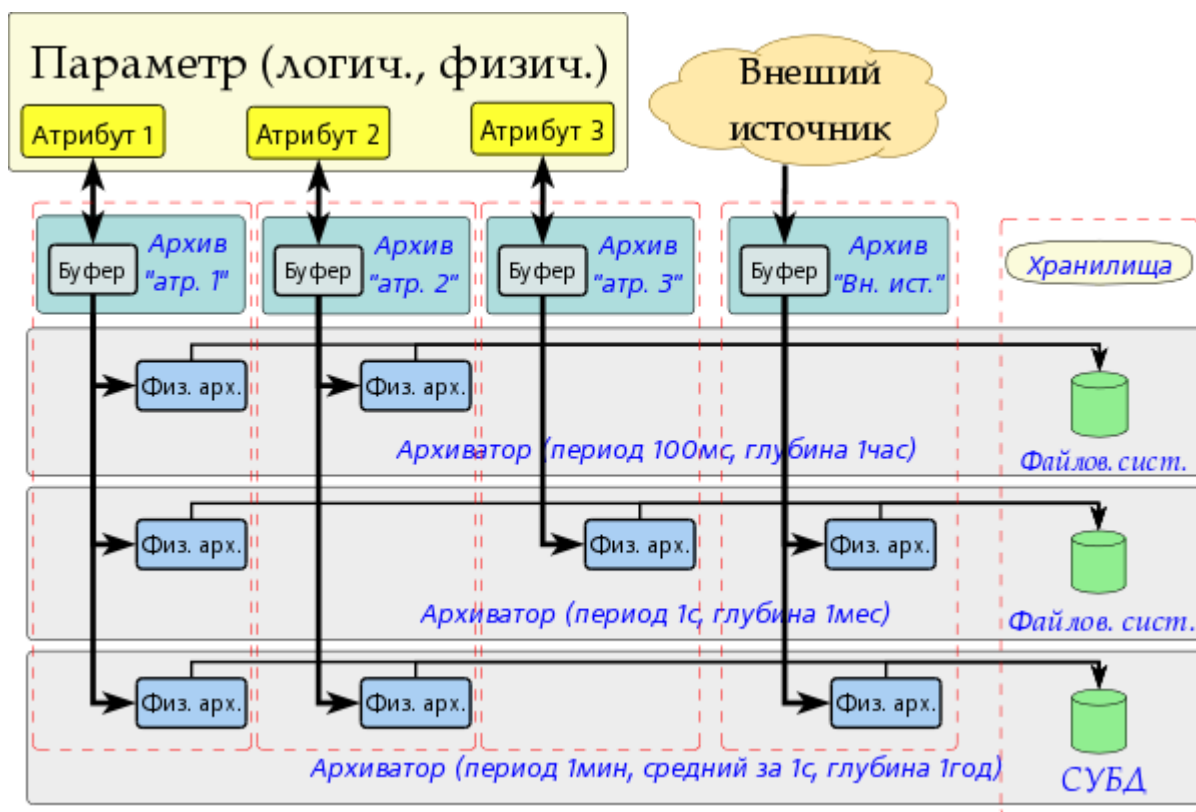 Параметр (логич., физич.)
Внеший
источник
Атрибут 1
Атрибут 2
Атрибут 3
Буфер
Архив
"атр. 1"
Буфер
Архив
"атр. 2"
Буфер
Архив
"атр. 3"
Буфер
Архив
"Вн. ист."
Хранилища
Физ. арх.
Физ. арх.
Архиватор (период 100мс, глубина 1час)
Файлов. сист.
Физ. арх.
Физ. арх.
Физ. арх.
Архиватор (период 1с, глубина 1мес)
Файлов. сист.
Физ. арх.
Физ. арх.
Физ. арх.
Архиватор (период 1мин, средний за 1с, глубина 1год)
СУБД